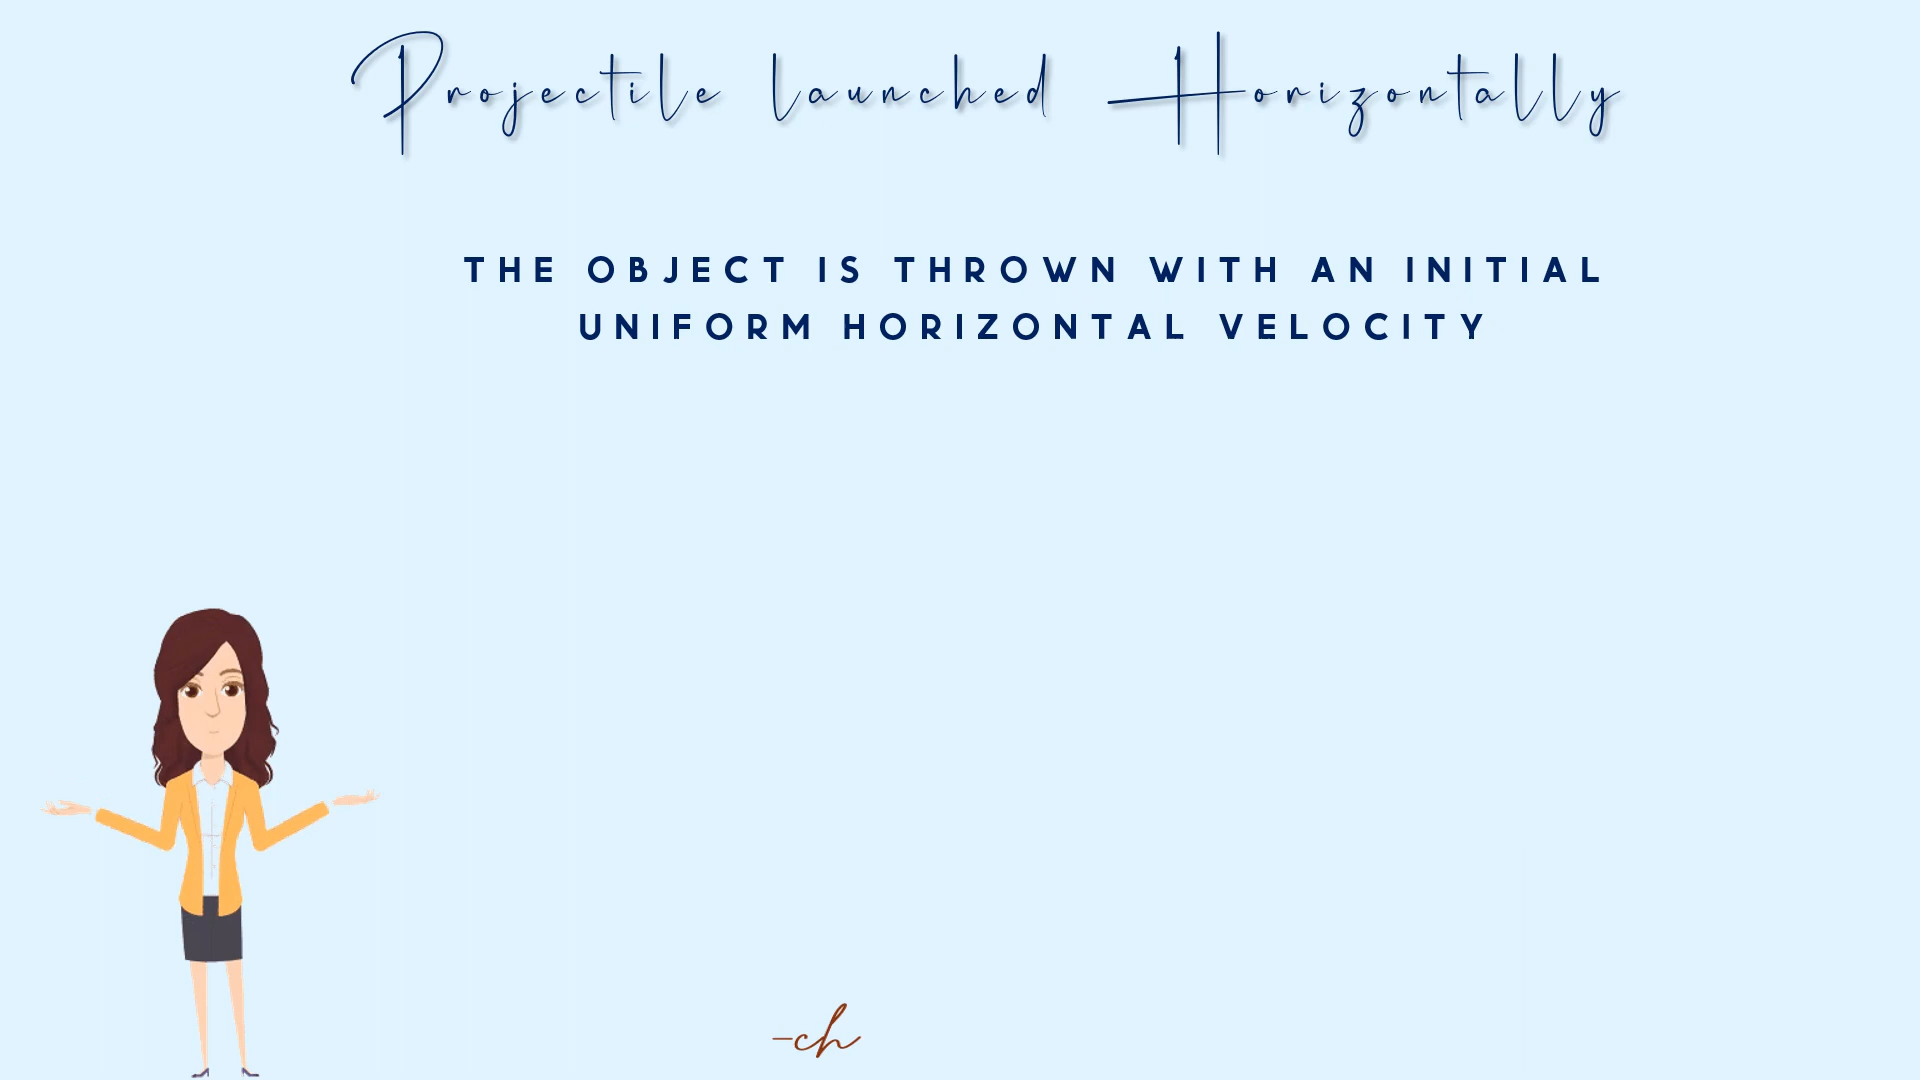 Projectile launched Horizontally
THE OBJECT IS THROWN WITH AN INITIAL
UNIFORM HORIZONTAL VELOCITY
-ch